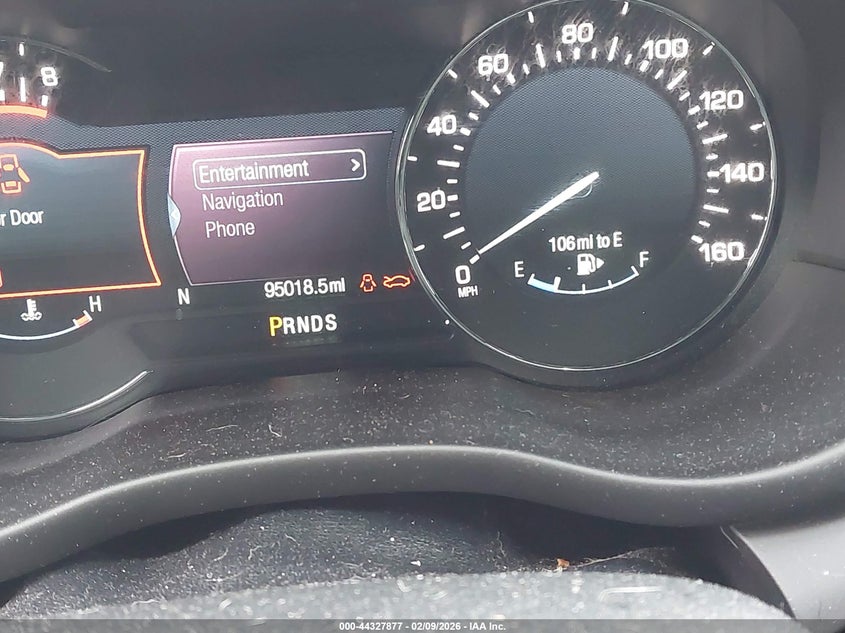 7
8
r Door
H
Entertainment >
Navigation
Phone
N
95018.5mi
PRNDS
0
20
40
60
80
100
120
140
160
MPH
106mi to E
E
F
000-44327877 - 02/09/2026 - IAA Inc.